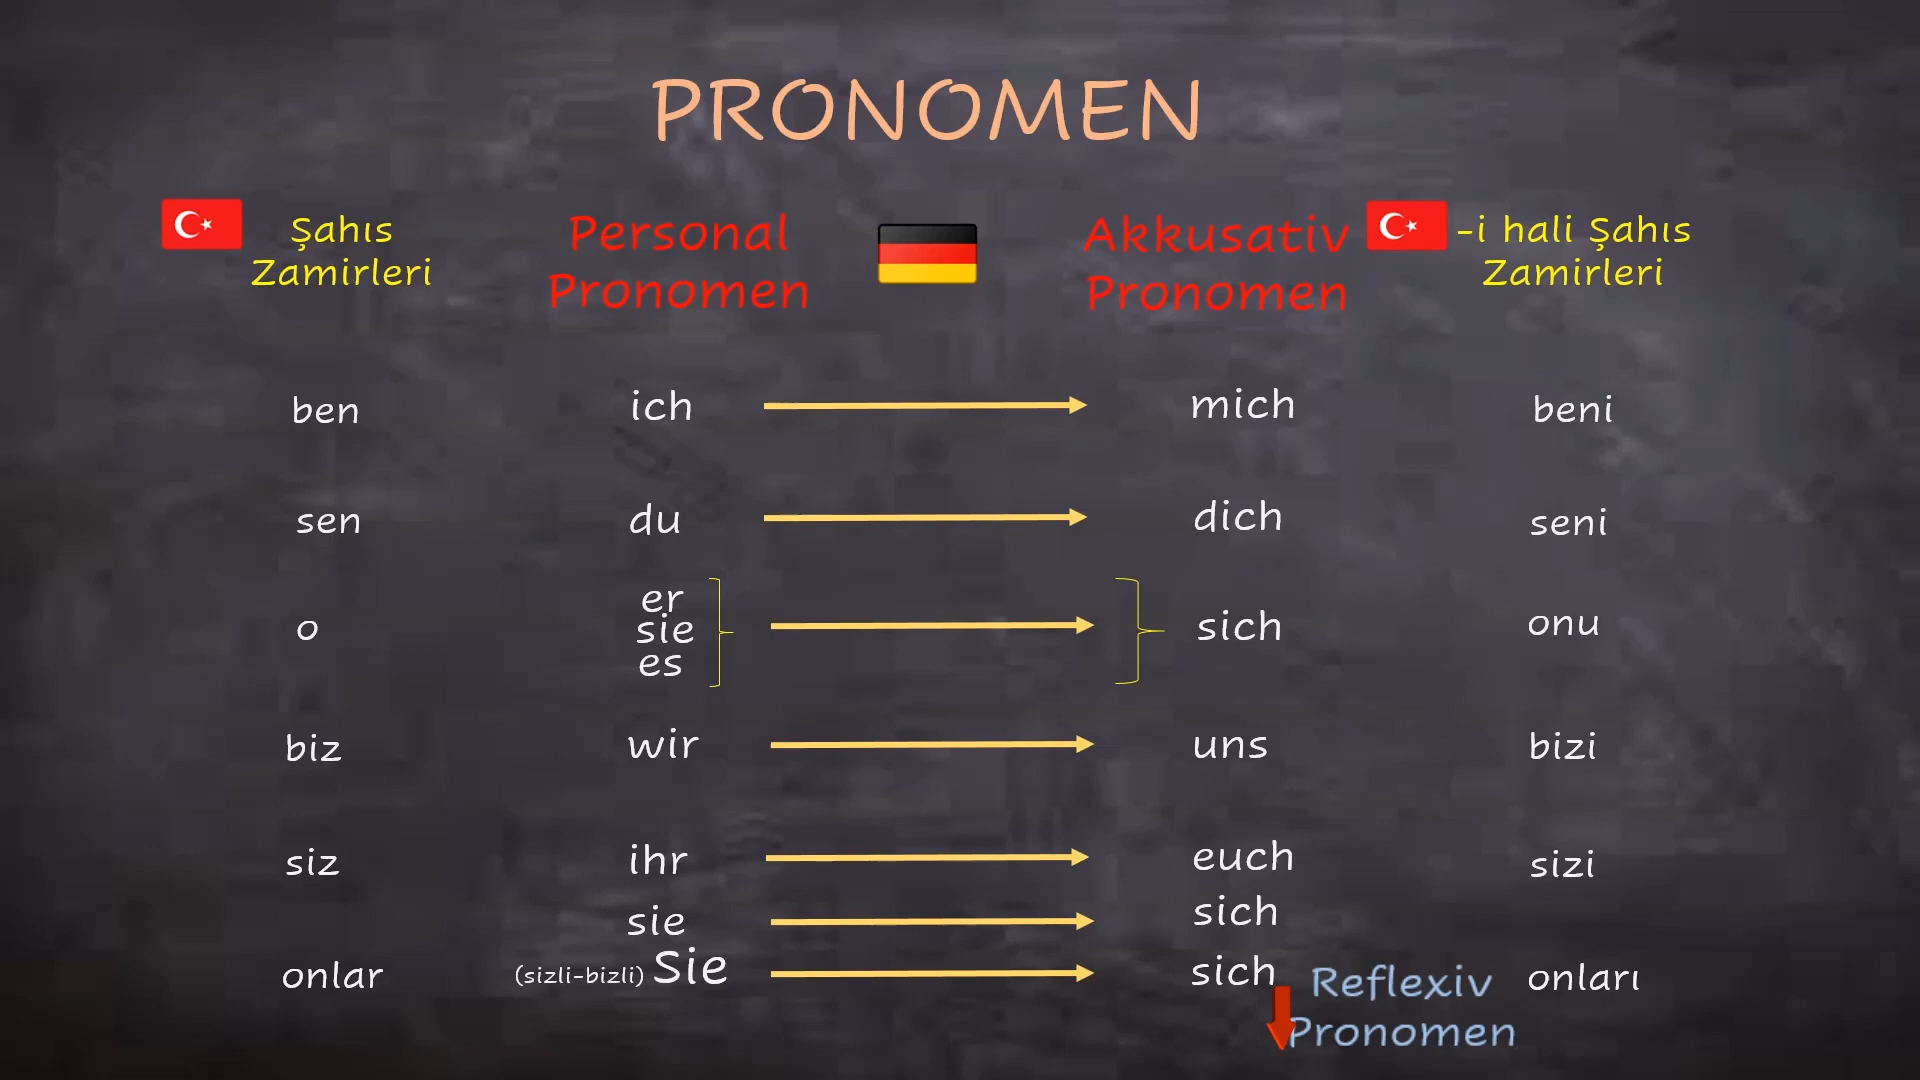 PRONOMEN
Şahıs
Zamirleri
Personal
Pronomen
Akkusativ
Pronomen
-i hali Şahıs
Zamirleri
ben ich mich beni
sen du dich seni
er
o sie sich onu
es
biz wir uns bizi
siz ihr euch sizi
sie sich
onlar (sizli-bizli) Sie sich onları
Reflexiv
Pronomen